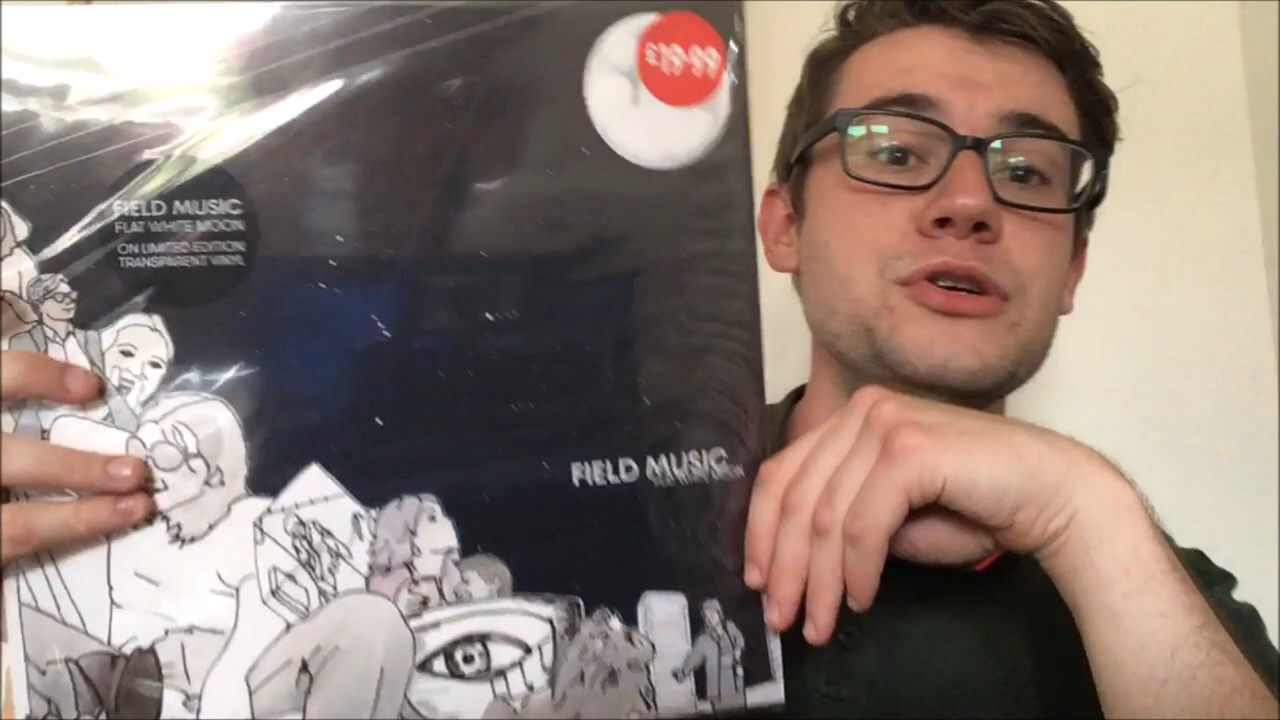 £19.99
FIELD MUSIC
FLAT WHITE MOON
ON LIMITED EDITION
TRANSPARENT VINYL
FIELD MUSIC